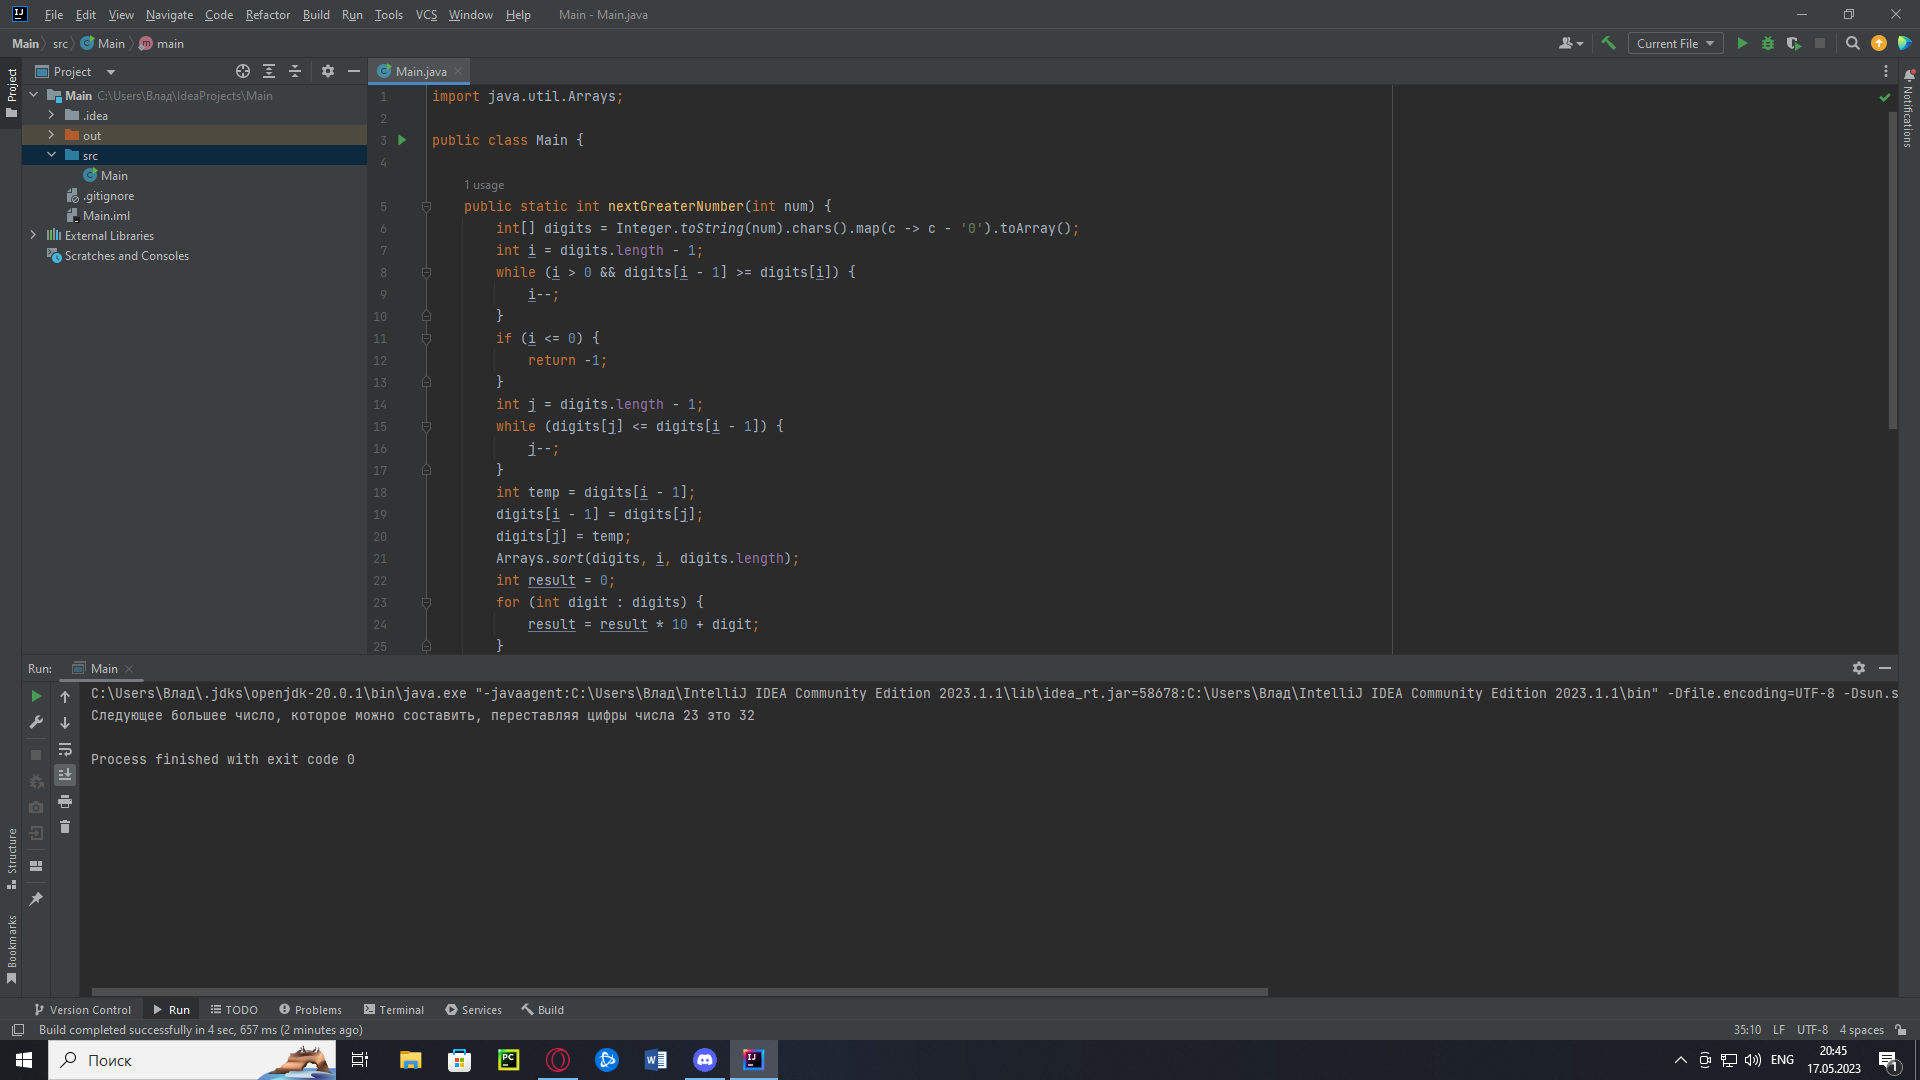 File Edit View Navigate Code Refactor Build Run Tools VCS Window Help Main - Main.java
Main src Main main
Current File
Project
Main.java
Project
Notifications
Main C:\Users\Влад\IdeaProjects\Main
.idea
out
src
Main
.gitignore
Main.iml
External Libraries
Scratches and Consoles
1 import java.util.Arrays;
2
3 public class Main {
4
1 usage
5 public static int nextGreaterNumber(int num) {
6 int[] digits = Integer.toString(num).chars().map(c -> c - '0').toArray();
7 int i = digits.length - 1;
8 while (i > 0 && digits[i - 1] >= digits[i]) {
9 i--;
10 }
11 if (i <= 0) {
12 return -1;
13 }
14 int j = digits.length - 1;
15 while (digits[j] <= digits[i - 1]) {
16 j--;
17 }
18 int temp = digits[i - 1];
19 digits[i - 1] = digits[j];
20 digits[j] = temp;
21 Arrays.sort(digits, i, digits.length);
22 int result = 0;
23 for (int digit : digits) {
24 result = result * 10 + digit;
25 }
Run: Main
C:\Users\Влад\.jdks\openjdk-20.0.1\bin\java.exe "-javaagent:C:\Users\Влад\IntelliJ IDEA Community Edition 2023.1.1\lib\idea_rt.jar=58678:C:\Users\Влад\IntelliJ IDEA Community Edition 2023.1.1\bin" -Dfile.encoding=UTF-8 -Dsun.s
Следующее большее число, которое можно составить, переставляя цифры числа 23 это 32
Process finished with exit code 0
Structure
Bookmarks
Version Control Run TODO Problems Terminal Services Build
Build completed successfully in 4 sec, 657 ms (2 minutes ago) 35:10 LF UTF-8 4 spaces
Поиск
PC
W
IJ
ENG
20:45
17.05.2023
1